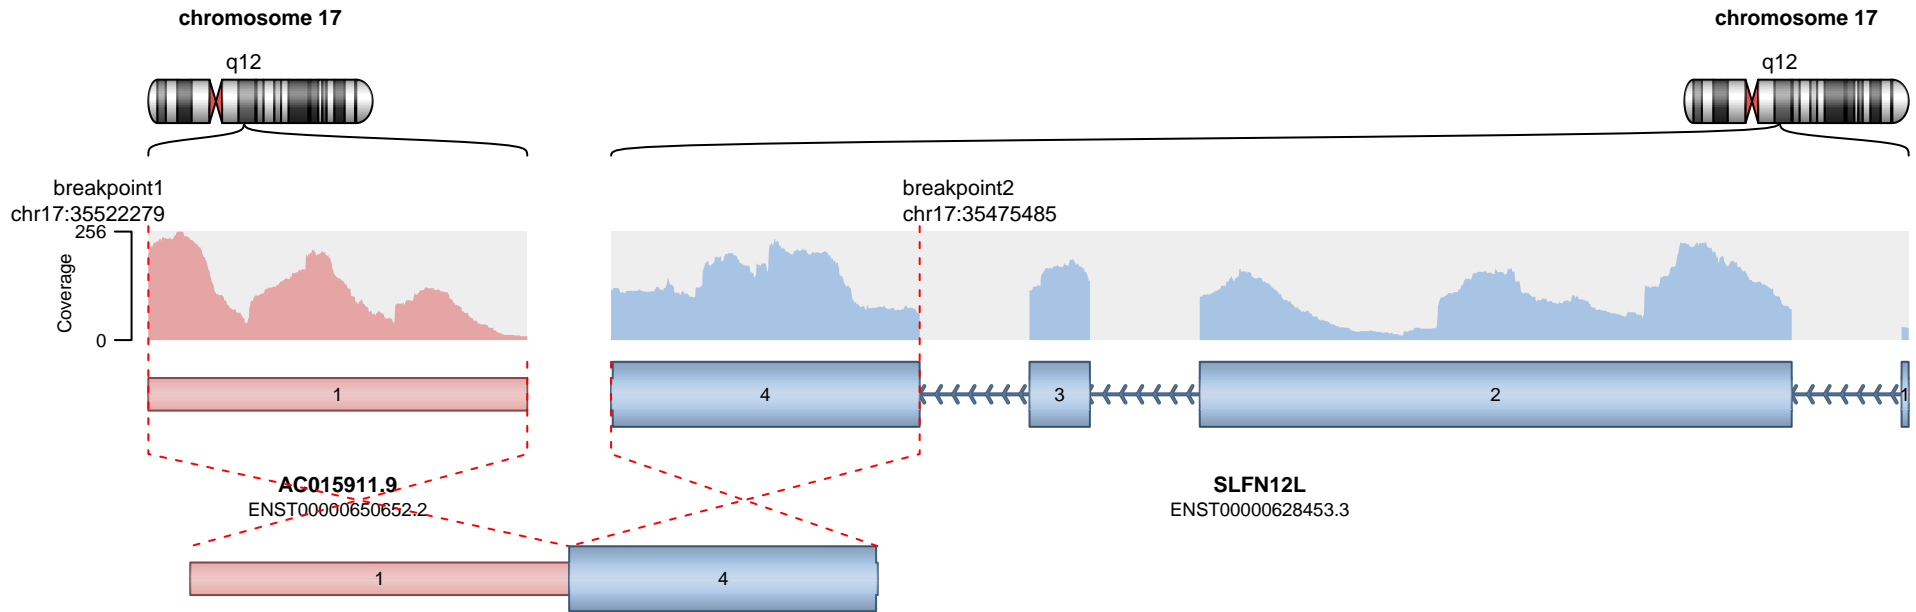 chromosome 17
chromosome 17
q12
q12
breakpoint1
chr17:35522279
breakpoint2
chr17:35475485
256
Coverage
0
1
4
3
2
1
AC015911.9
ENST00000650652.2
SLFN12L
ENST00000628453.3
1
4